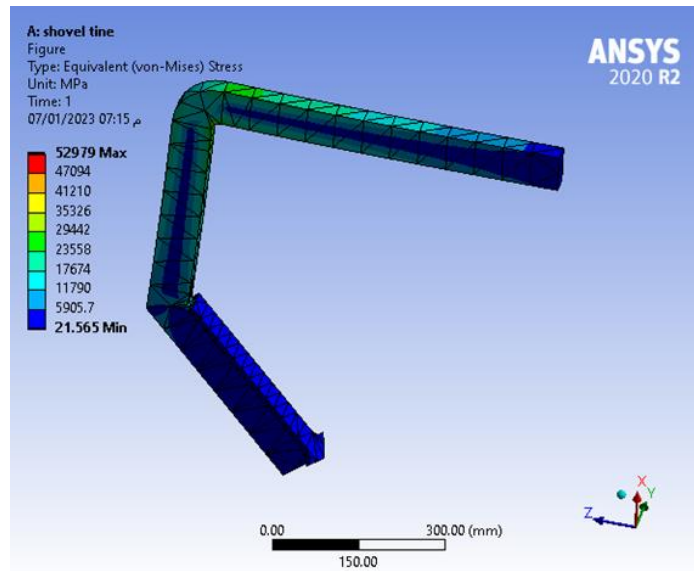 A: shovel tine
Figure
Type: Equivalent (von-Mises) Stress
Unit: MPa
Time: 1
07/01/2023 07:15 م
ANSYS
2020 R2
52979 Max
47094
41210
35326
29442
23558
17674
11790
5905.7
21.565 Min
X
Y
Z
0.00
300.00 (mm)
150.00